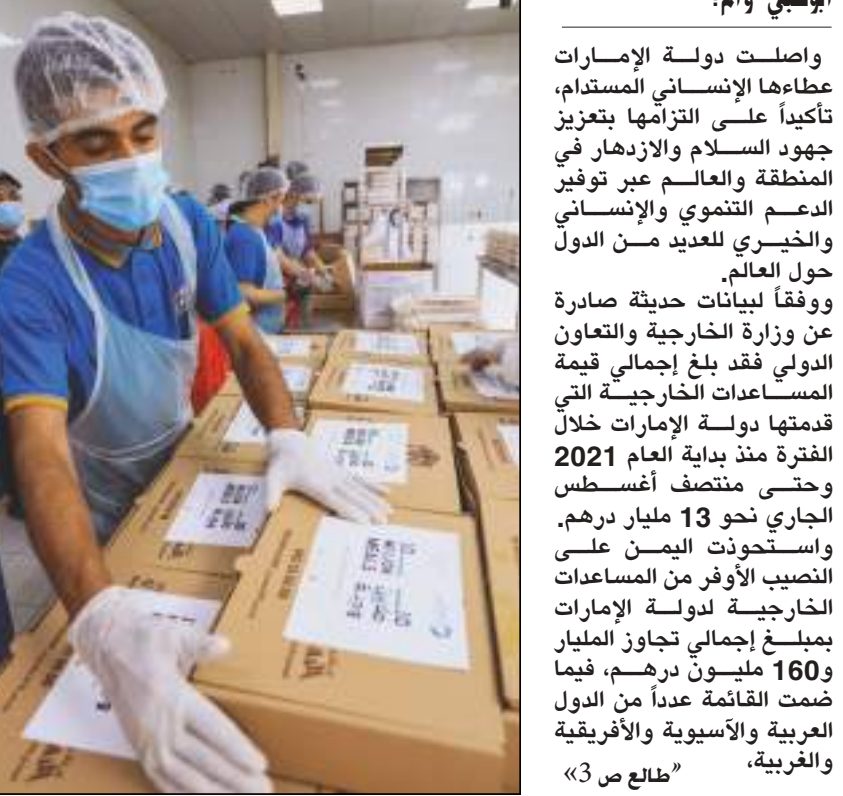 أبوظبي وام:
واصلت دولة الإمارات
عطاءها الإنساني المستدام،
تأكيداً على التزامها بتعزيز
جهود السلام والازدهار في
المنطقة والعالم عبر توفير
الدعم التنموي والإنساني
والخيري للعديد من الدول
حول العالم.
ووفقاً لبيانات حديثة صادرة
عن وزارة الخارجية والتعاون
الدولي فقد بلغ إجمالي قيمة
المساعدات الخارجية التي
قدمتها دولة الإمارات خلال
الفترة منذ بداية العام 2021
وحتى منتصف أغسطس
الجاري نحو 13 مليار درهم.
واستحوذت اليمن على
النصيب الأوفر من المساعدات
الخارجية لدولة الإمارات
بمبلغ إجمالي تجاوز المليار
و160 مليون درهم، فيما
ضمت القائمة عدداً من الدول
العربية والآسيوية والأفريقية
والغربية، «طالع ص 3»
MEALS